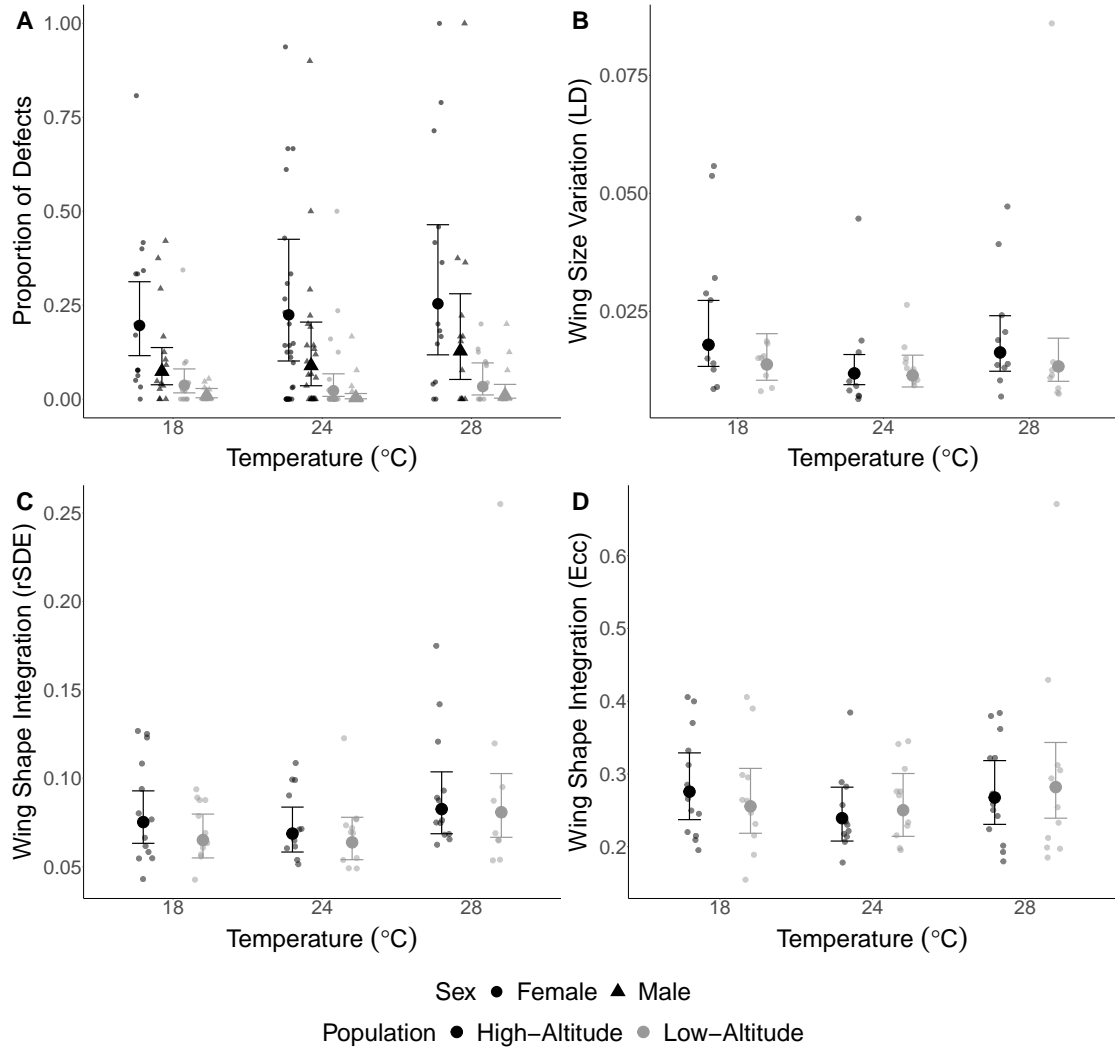 A
Proportion of Defects
1.00
0.75
0.50
0.25
0.00
18
24
28
Temperature (°C)
B
Wing Size Variation (LD)
0.075
0.050
0.025
18
24
28
Temperature (°C)
C
Wing Shape Integration (rSDE)
0.25
0.20
0.15
0.10
0.05
18
24
28
Temperature (°C)
D
Wing Shape Integration (Ecc)
0.6
0.5
0.4
0.3
0.2
18
24
28
Temperature (°C)
Sex Female Male
Population High−Altitude Low−Altitude